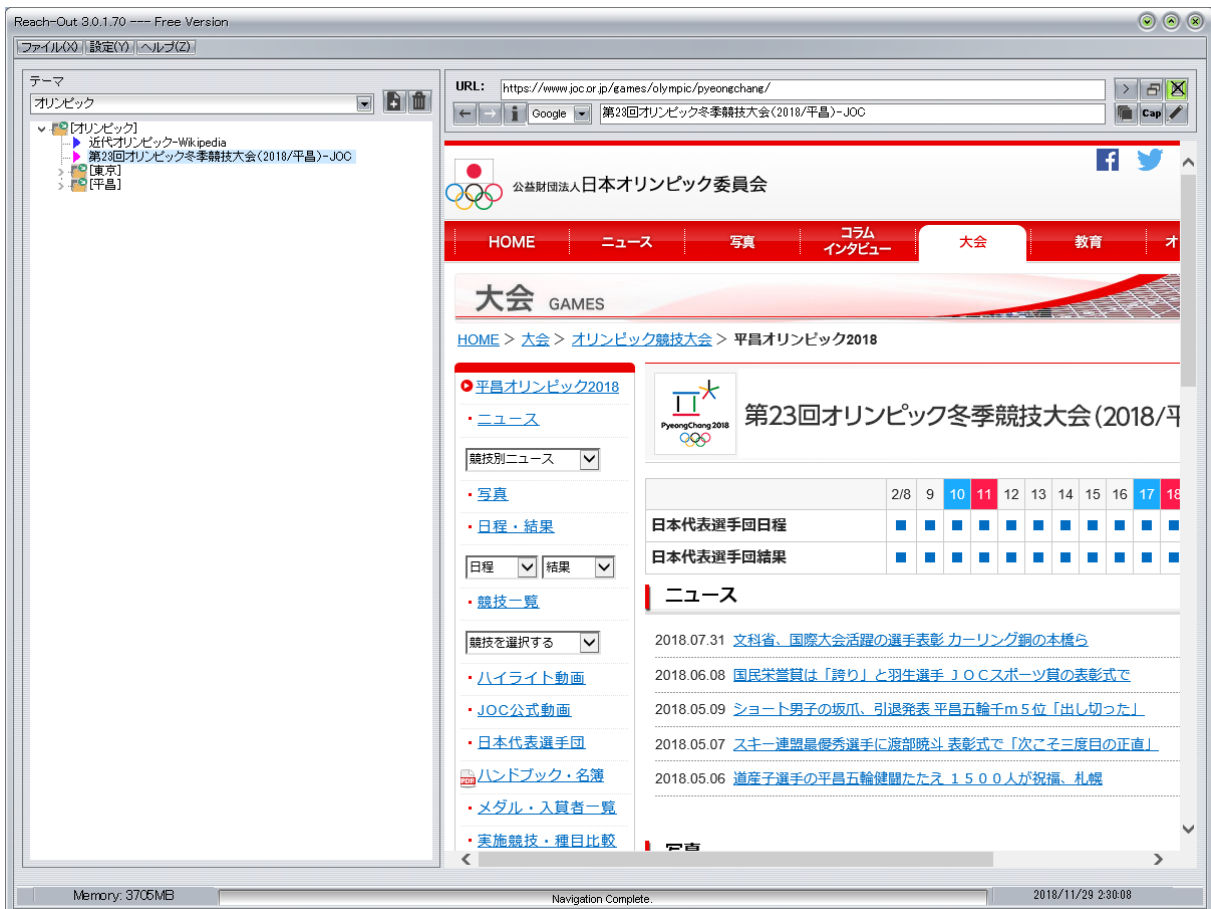 Reach-Out 3.0.1.70 --- Free Version
ファイル(X) 設定(Y) ヘルプ(Z)
テーマ
オリンピック
[オリンピック]
近代オリンピック-Wikipedia
第23回オリンピック冬季競技大会(2018/平昌)-JOC
[東京]
[平昌]
URL: https://www.joc.or.jp/games/olympic/pyeongchang/
Google 第23回オリンピック冬季競技大会(2018/平昌)-JOC Cap
公益財団法人日本オリンピック委員会
HOME ニュース 写真 コラム インタビュー 大会 教育 オ
大会 GAMES
HOME > 大会 > オリンピック競技大会 > 平昌オリンピック2018
平昌オリンピック2018
・ニュース
競技別ニュース
・写真
・日程・結果
日程 結果
・競技一覧
競技を選択する
・ハイライト動画
・JOC公式動画
・日本代表選手団
PDF ハンドブック・名簿
・メダル・入賞者一覧
・実施競技・種目比較
PyeongChang 2018
第23回オリンピック冬季競技大会(2018/平
2/8 9 10 11 12 13 14 15 16 17 18
日本代表選手団日程
日本代表選手団結果
ニュース
2018.07.31 文科省、国際大会活躍の選手表彰 カーリング銅の本橋ら
2018.06.08 国民栄誉賞は「誇り」と羽生選手 ＪＯＣスポーツ賞の表彰式で
2018.05.09 ショート男子の坂爪、引退発表 平昌五輪千ｍ５位「出し切った」
2018.05.07 スキー連盟最優秀選手に渡部暁斗 表彰式で「次こそ三度目の正直」
2018.05.06 道産子選手の平昌五輪健闘たたえ １５００人が祝福、札幌
写真
Memory: 3705MB
Navigation Complete.
2018/11/29 2:30:08